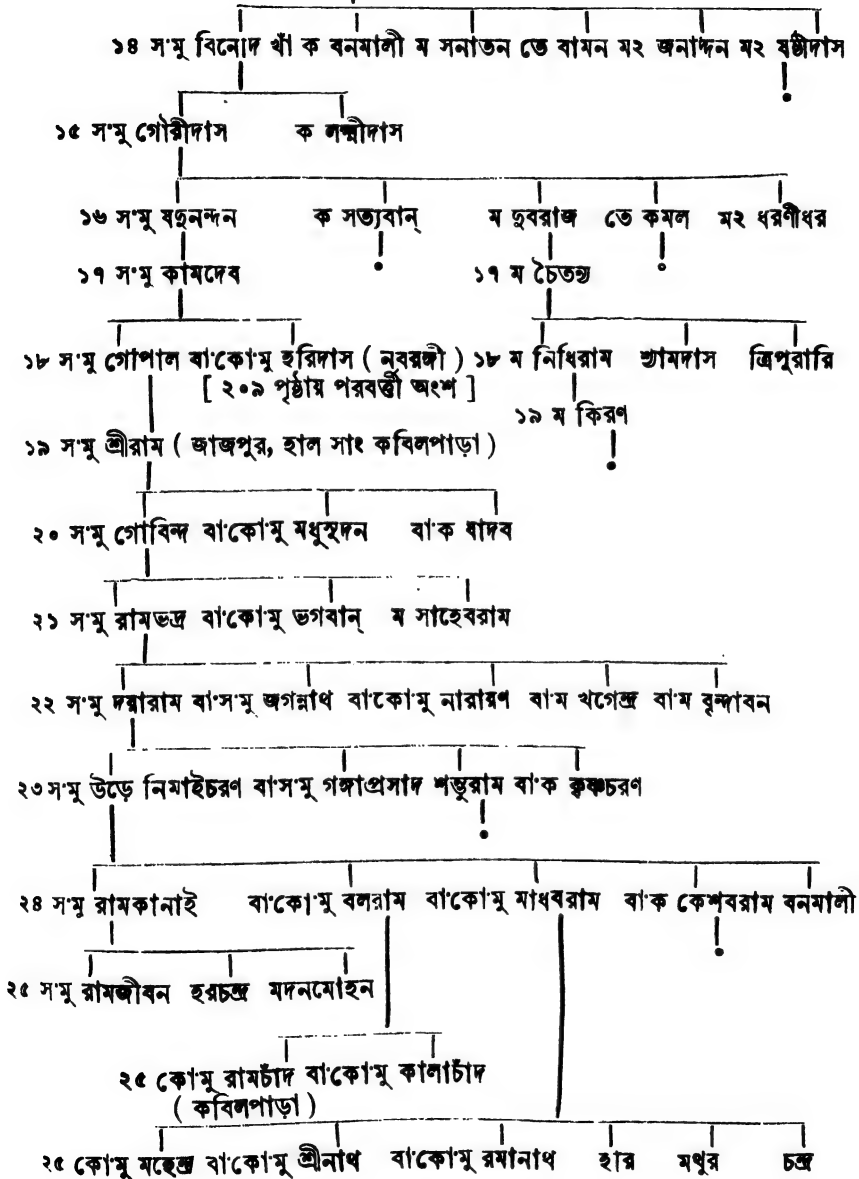 ১৪ স'মু বিনোদ খাঁ ক বনমালী ম সনাতন তে বামন ম২ জনার্দ্দন ম২ ষষ্ঠীদাস
১৫ স'মু গৌরীদাস ক লক্ষ্মীদাস
১৬ স'মু যদুনন্দন ক সত্যবান্ ম দুবরাজ তে কমল ম২ ধরণীধর
১৭ স'মু কামদেব ১৭ ম চৈতন্য
১৮ স'মু গোপাল বা'কো'মু হরিদাস ( নবরঙ্গী ) ১৮ ম নিধিরাম শ্যামদাস ত্রিপুরারি
[ ২০৯ পৃষ্ঠায় পরবর্ত্তী অংশ ]
১৯ ম কিরণ
১৯ স'মু শ্রীরাম ( জাজপুর, হাল সাং কবিলপাড়া )
২০ স'মু গোবিন্দ বা'কো'মু মধুসূদন বা'ক যাদব
২১ স'মু রামভদ্র বা'কো'মু ভগবান্ ম সাহেবরাম
২২ স'মু দয়ারাম বা'স'মু জগন্নাথ বা'কো'মু নারায়ণ বা'ম খগেন্দ্র বা'ম বৃন্দাবন
২৩ স'মু উড়ে নিমাইচরণ বা'স'মু গঙ্গাপ্রসাদ শম্ভুরাম বা'ক কৃষ্ণচরণ
২৪ স'মু রামকানাই বা'কো'মু বলরাম বা'কো'মু মাধবরাম বা'ক কেশবরাম বনমালী
২৫ স'মু রামজীবন হরচন্দ্র মদনমোহন
২৫ কো'মু রামচাঁদ বা'কো'মু কালাচাঁদ
( কবিলপাড়া )
২৫ কো'মু মহেন্দ্র বা'কো'মু শ্রীনাথ বা'কো'মু রমানাথ হার মথুর চন্দ্র